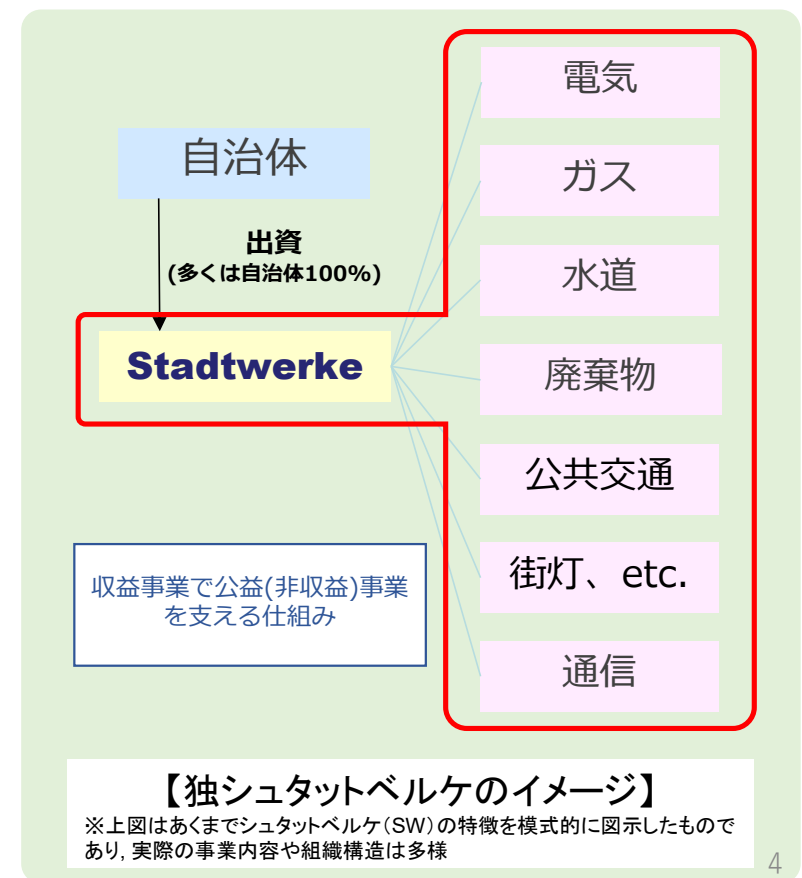 自治体
出資
(多くは自治体100%)
Stadtwerke
電気
ガス
水道
廃棄物
公共交通
街灯、etc.
通信
収益事業で公益(非収益)事業
を支える仕組み
【独シュタットベルケのイメージ】
※上図はあくまでシュタットベルケ（SW）の特徴を模式的に図示したもので
あり, 実際の事業内容や組織構造は多様
4